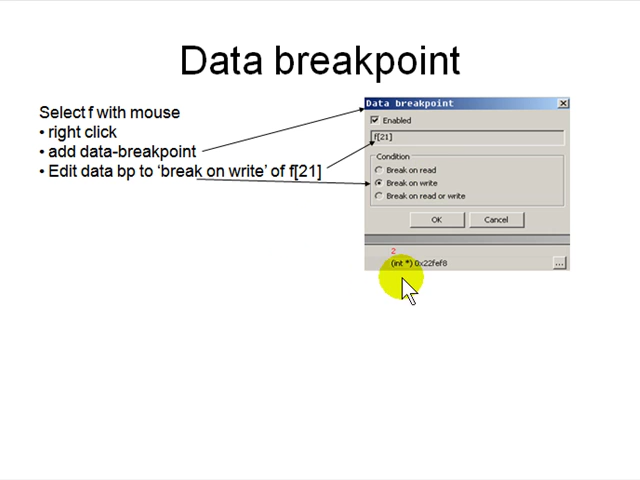 Data breakpoint
Select f with mouse
• right click
• add data-breakpoint
• Edit data bp to ‘break on write’ of f[21]
Data breakpoint
Enabled
f[21]
Condition
Break on read
Break on write
Break on read or write
OK
Cancel
2
(int *) 0x22fef8
...